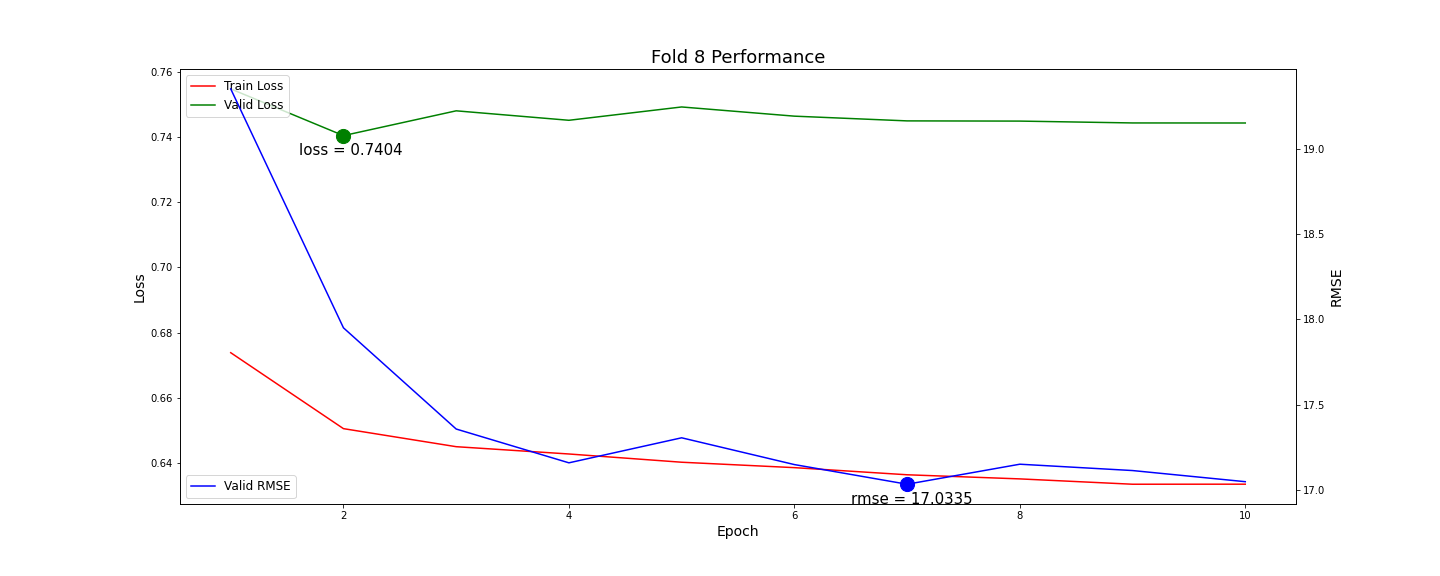 Fold 8 Performance
0.76
0.74
0.72
0.70
0.68
0.66
0.64
Loss
Train Loss
Valid Loss
loss = 0.7404
Valid RMSE
rmse = 17.0335
19.0
18.5
18.0
17.5
17.0
RMSE
2
4
6
8
10
Epoch